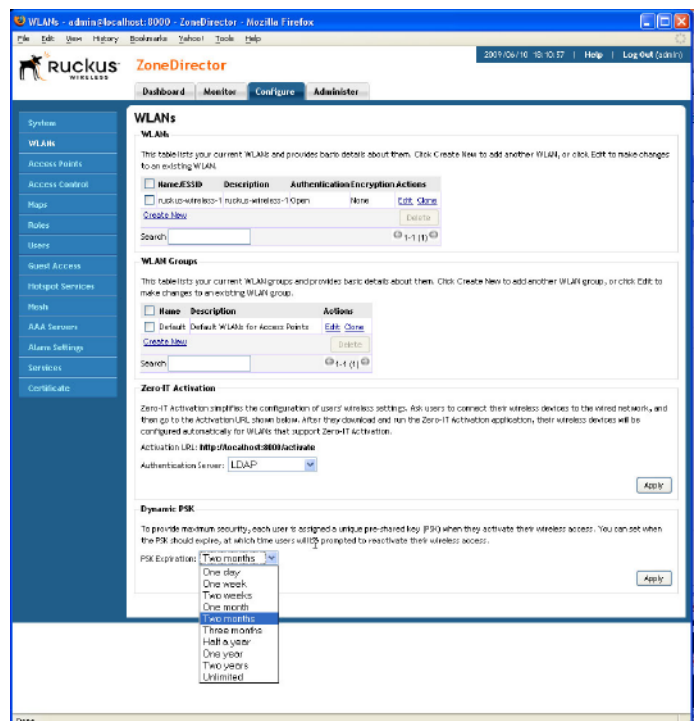 WLANs - admin@localhost:8000 - ZoneDirector - Mozilla Firefox
File Edit View History Bookmarks Yahoo! Tools Help
2009/06/10 18:10:57 | Help | Log Out (admin)
RUCKUS WIRELESS
ZoneDirector
Dashboard Monitor Configure Administer
System
WLANs
Access Points
Access Control
Maps
Roles
Users
Guest Access
Hotspot Services
Mesh
AAA Servers
Alarm Settings
Services
Certificate
WLANs
WLANs
This table lists your current WLANs and provides basic details about them. Click Create New to add another WLAN, or click Edit to make changes
to an existing WLAN.
Name/ESSID Description Authentication Encryption Actions
ruckus-wireless-1 ruckus-wireless-1 Open None Edit Clone
Create New Delete
Search 1-1 (1)
WLAN Groups
This table lists your current WLAN groups and provides basic details about them. Click Create New to add another WLAN group, or click Edit to
make changes to an existing WLAN group.
Name Description Actions
Default Default WLANs for Access Points Edit Clone
Create New Delete
Search 1-1 (1)
Zero-IT Activation
Zero-IT Activation simplifies the configuration of users' wireless settings. Ask users to connect their wireless devices to the wired network, and
then go to the Activation URL shown below. After they download and run the Zero-IT Activation application, their wireless devices will be
configured automatically for WLANs that support Zero-IT Activation.
Activation URL: http://localhost:8000/activate
Authentication Server: LDAP
Apply
Dynamic PSK
To provide maximum security, each user is assigned a unique pre-shared key (PSK) when they activate their wireless access. You can set when
the PSK should expire, at which time users will be prompted to reactivate their wireless access.
PSK Expiration: Two months
One day
One week
Two weeks
One month
Two months
Three months
Half a year
One year
Two years
Unlimited
Apply
Done